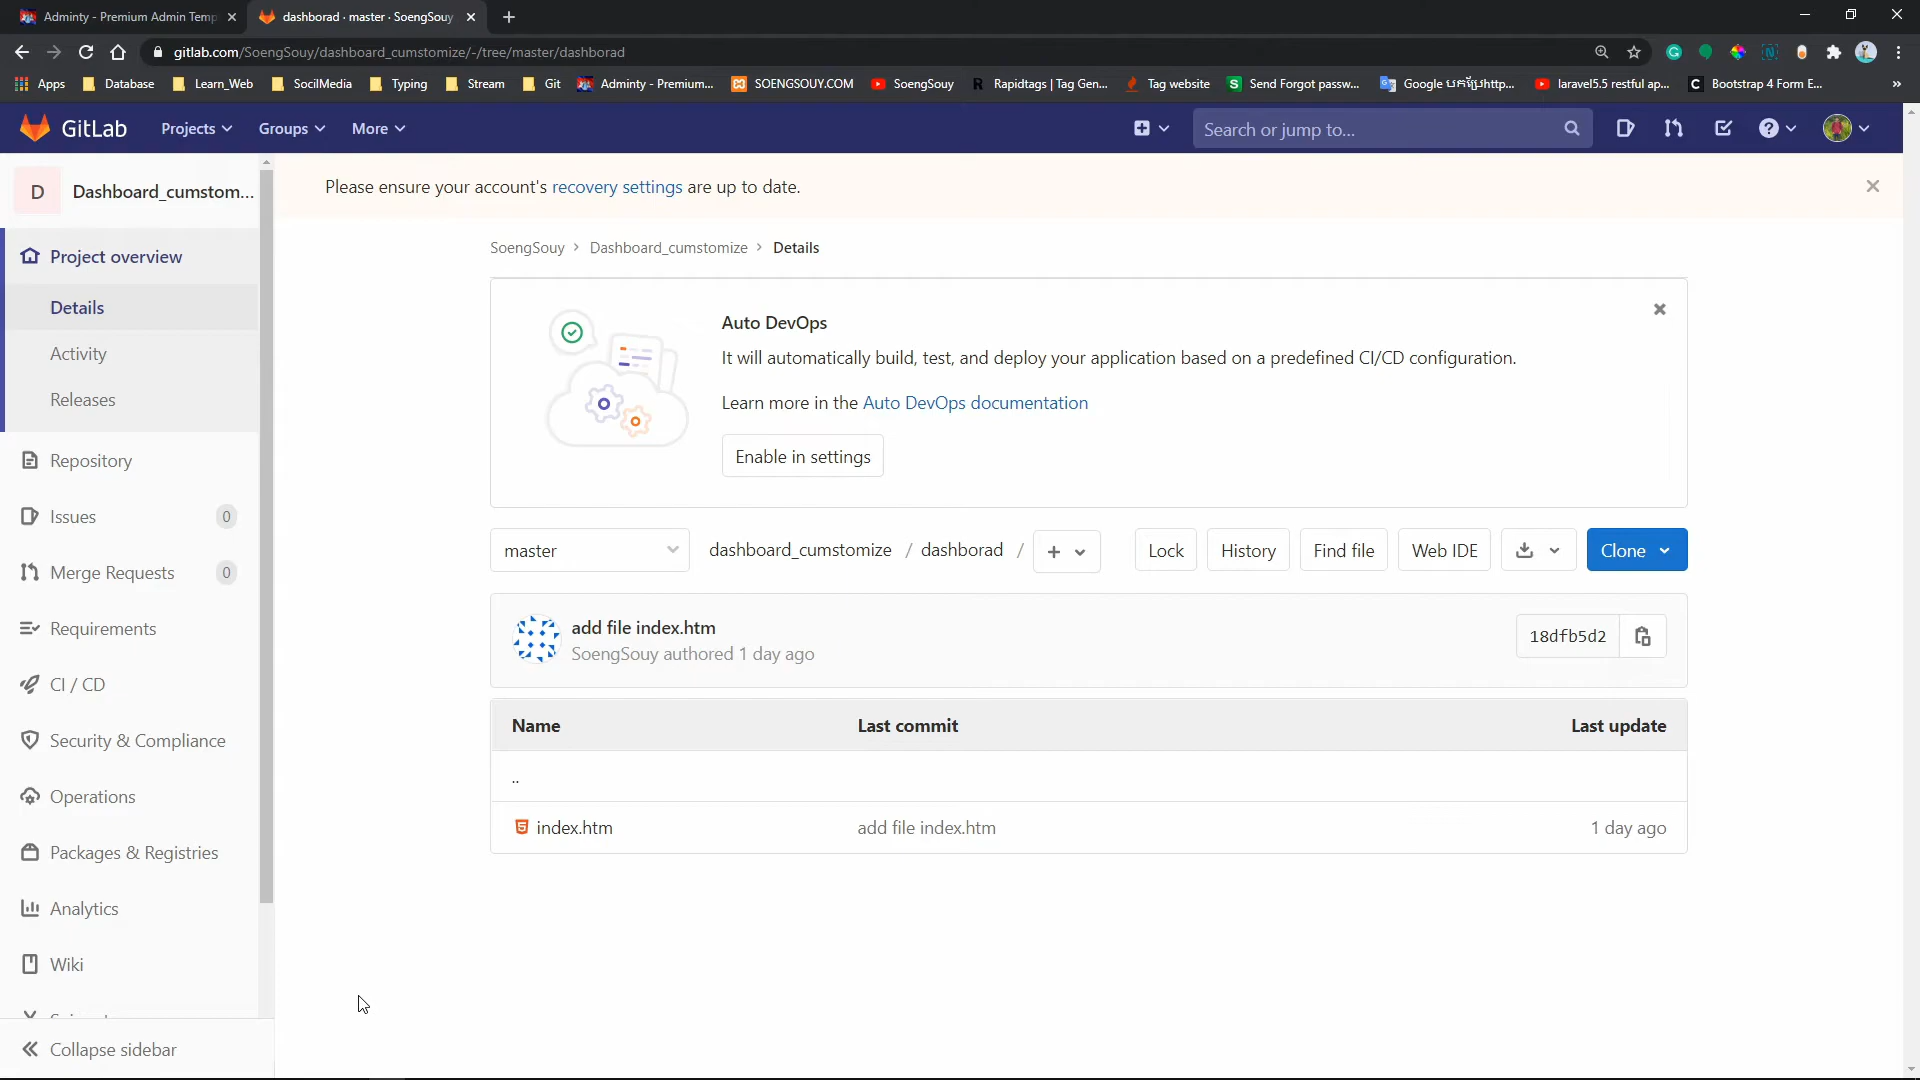 Adminty - Premium Admin Temp
dashborad · master · SoengSouy
gitlab.com/SoengSouy/dashboard_cumstomize/-/tree/master/dashborad
Apps Database Learn_Web SocilMedia Typing Stream Git Adminty - Premium... SOENGSOUY.COM SoengSouy Rapidtags | Tag Gen... Tag website Send Forgot passw... laravel5.5 restful ap... Bootstrap 4 Form E... »
GitLab Projects Groups More Search or jump to...
D Dashboard_cumstom...
Please ensure your account's recovery settings are up to date.
Project overview
Details
Activity
Releases
Repository
Issues 0
Merge Requests 0
Requirements
CI / CD
Security & Compliance
Operations
Packages & Registries
Analytics
Wiki
Collapse sidebar
SoengSouy > Dashboard_cumstomize > Details
Auto DevOps
It will automatically build, test, and deploy your application based on a predefined CI/CD configuration.
Learn more in the Auto DevOps documentation
Enable in settings
master dashboard_cumstomize / dashborad / + Lock History Find file Web IDE Clone
add file index.htm
SoengSouy authored 1 day ago
18dfb5d2
Name Last commit Last update
..
index.htm add file index.htm 1 day ago